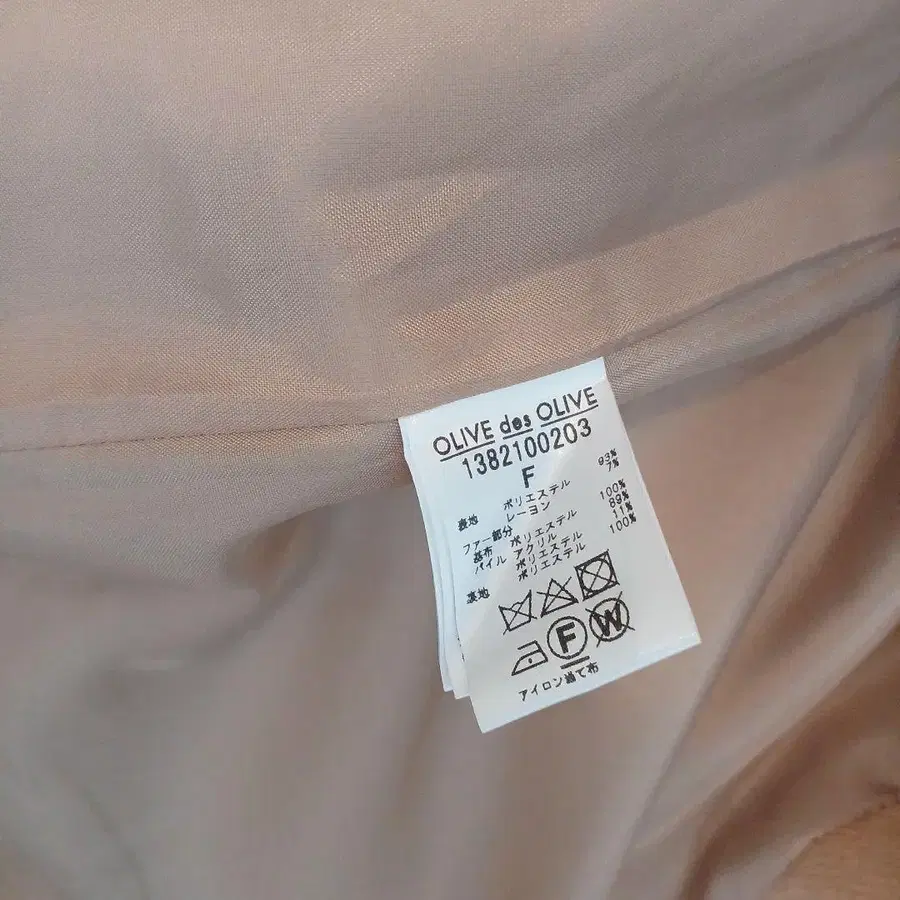 OLIVE des OLIVE
1382100203
F
表地 ポリエステル 93%
レーヨン 7%
ファー部分
基布 ポリエステル 100%
パイル アクリル 89%
ポリエステル 11%
裏地 ポリエステル 100%
F W
アイロン当て布